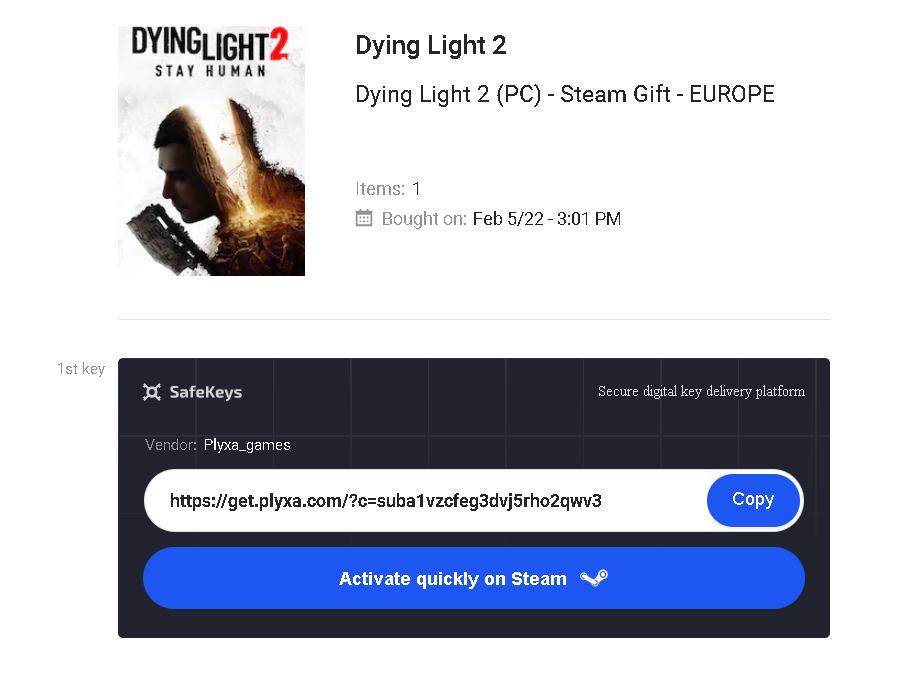 DYING LIGHT 2
STAY HUMAN
Dying Light 2
Dying Light 2 (PC) - Steam Gift - EUROPE
Items: 1
Bought on: Feb 5/22 - 3:01 PM
1st key
SafeKeys
Secure digital key delivery platform
Vendor: Plyxa_games
https://get.plyxa.com/?c=suba1vzcfeg3dvj5rho2qwv3
Copy
Activate quickly on Steam